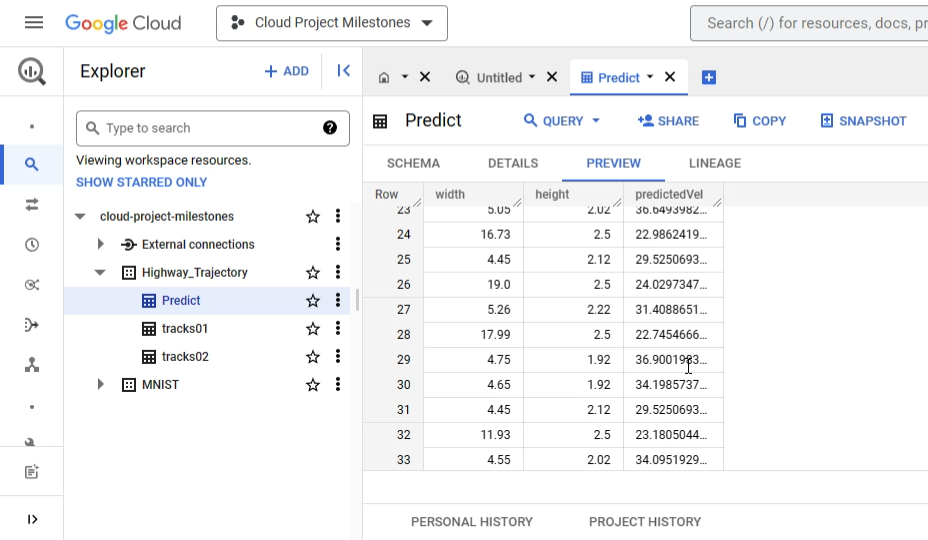 Google Cloud
Cloud Project Milestones
Search (/) for resources, docs, pr
Explorer
+ ADD
Untitled
Predict
Type to search
Viewing workspace resources.
SHOW STARRED ONLY
cloud-project-milestones
External connections
Highway_Trajectory
Predict
tracks01
tracks02
MNIST
Predict
QUERY
SHARE
COPY
SNAPSHOT
SCHEMA DETAILS PREVIEW LINEAGE
Row width height predictedVel
23 5.05 2.02 36.6493982...
24 16.73 2.5 22.9862419...
25 4.45 2.12 29.5250693...
26 19.0 2.5 24.0297347...
27 5.26 2.22 31.4088651...
28 17.99 2.5 22.7454666...
29 4.75 1.92
30 4.65 1.92 34.1985737...
31 4.45 2.12 29.5250693...
32 11.93 2.5 23.1805044...
33 4.55 2.02 34.0951929...
PERSONAL HISTORY PROJECT HISTORY